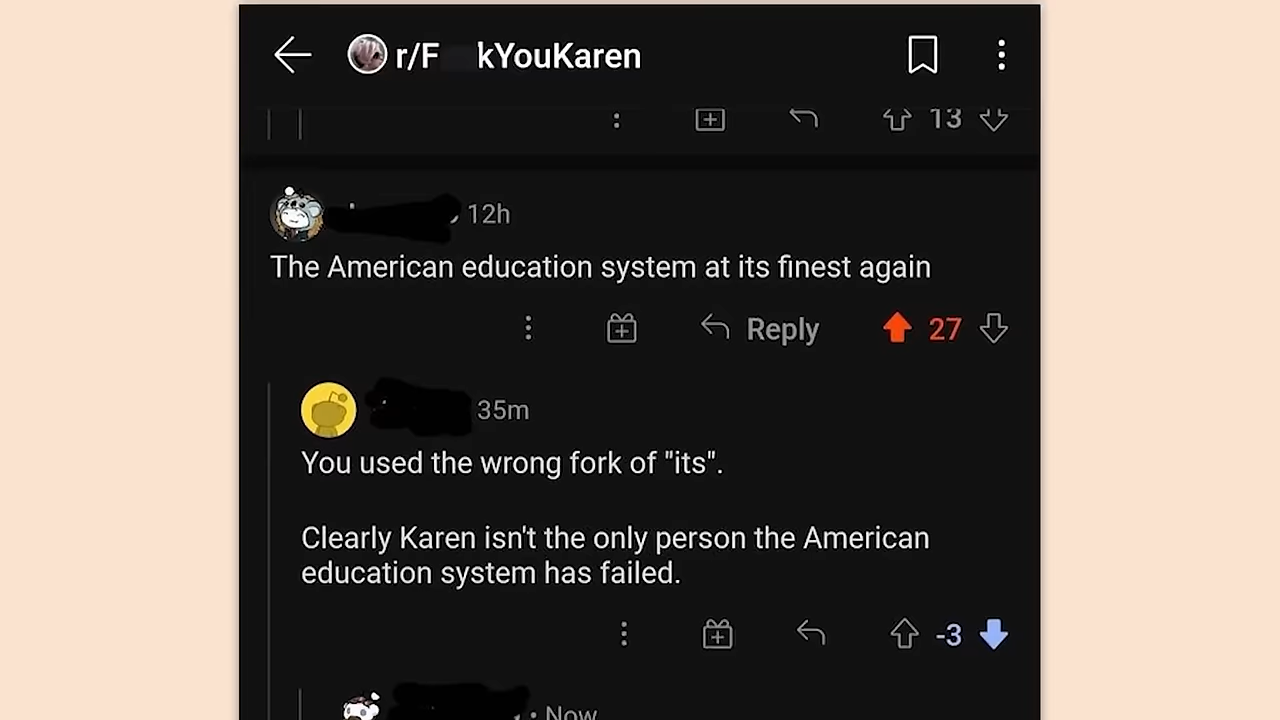 r/F kYouKaren
13
12h
The American education system at its finest again
Reply 27
35m
You used the wrong fork of "its".
Clearly Karen isn't the only person the American
education system has failed.
-3
· Now